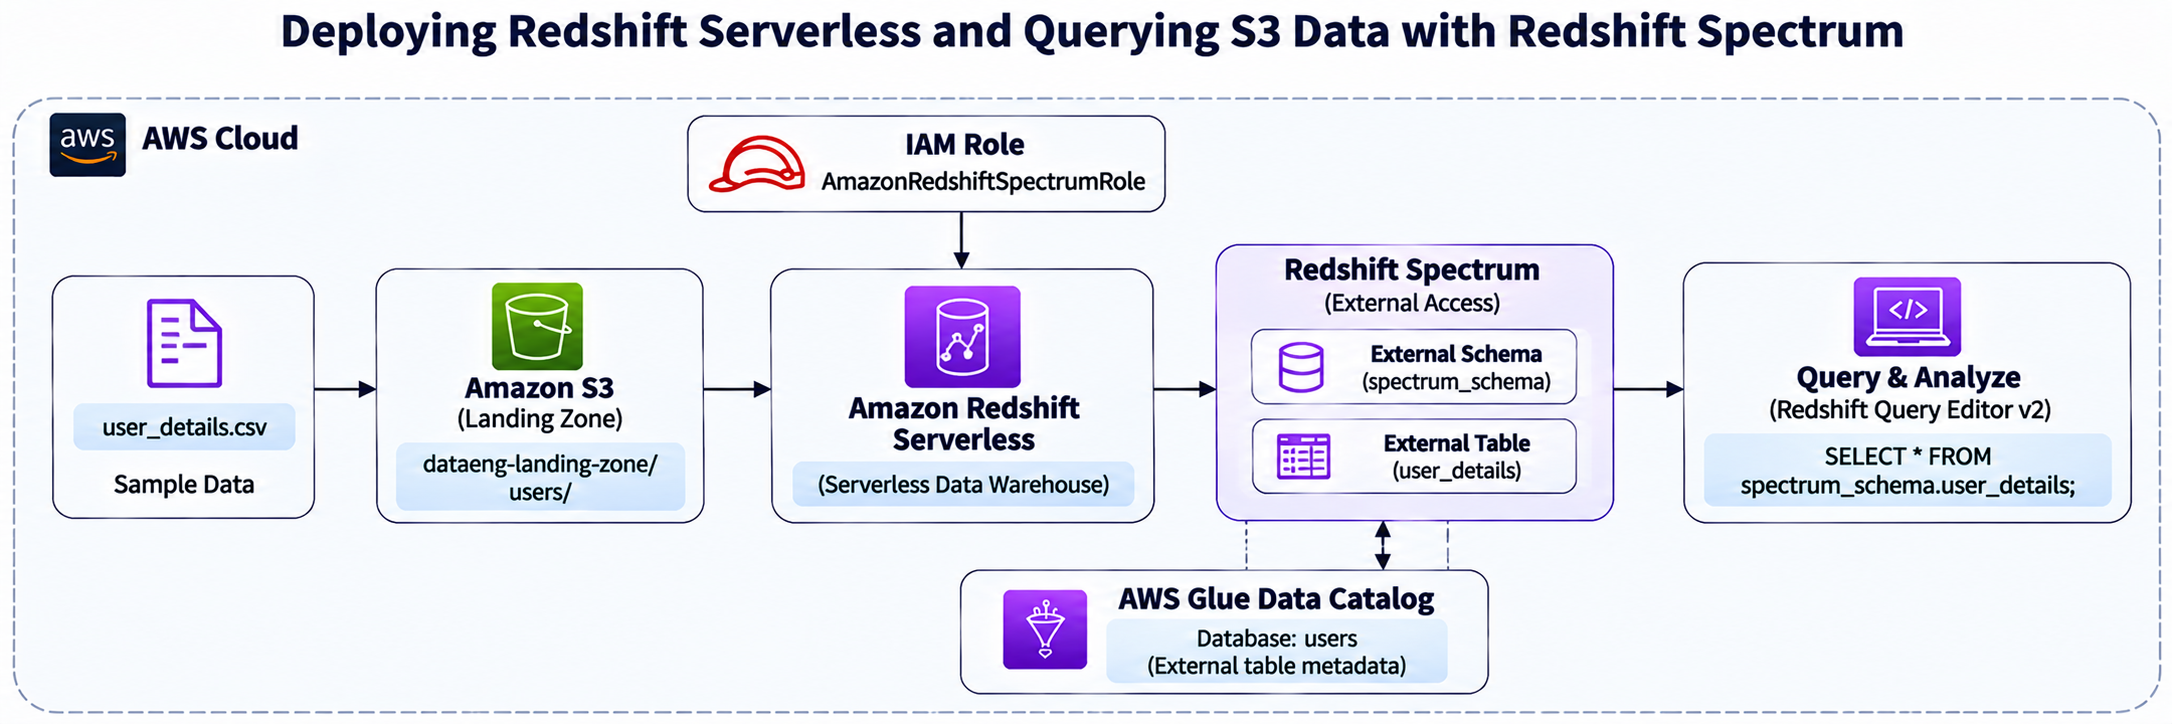 Deploying Redshift Serverless and Querying S3 Data with Redshift Spectrum
aws
AWS Cloud
IAM Role
AmazonRedshiftSpectrumRole
user_details.csv
Sample Data
Amazon S3
(Landing Zone)
dataeng-landing-zone/
users/
Amazon Redshift
Serverless
(Serverless Data Warehouse)
Redshift Spectrum
(External Access)
External Schema
(spectrum_schema)
External Table
(user_details)
</>
Query & Analyze
(Redshift Query Editor v2)
SELECT * FROM
spectrum_schema.user_details;
AWS Glue Data Catalog
Database: users
(External table metadata)